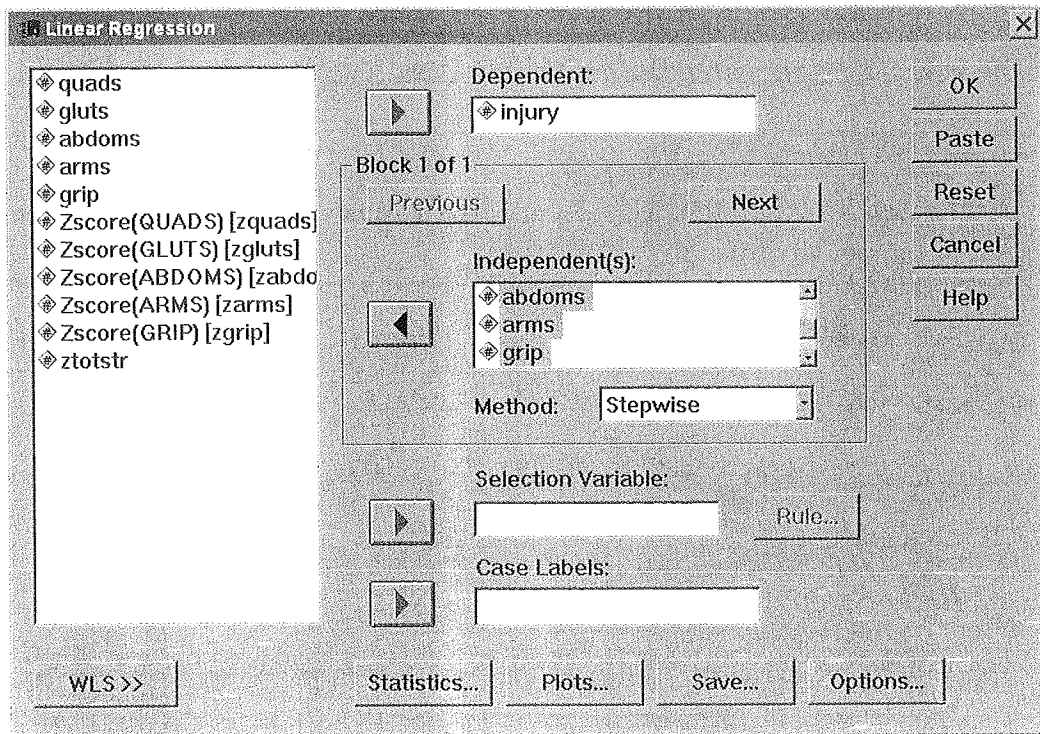 Linear Regression
quads
gluts
abdoms
arms
grip
Zscore(QUADS) [zquads]
Zscore(GLUTS) [zgluts]
Zscore(ABDOMS) [zabdo
Zscore(ARMS) [zarms]
Zscore(GRIP) [zgrip]
ztotstr
Dependent:
injury
Block 1 of 1
Previous
Next
Independent(s):
abdoms
arms
grip
Method:
Stepwise
Selection Variable:
Rule...
Case Labels:
OK
Paste
Reset
Cancel
Help
WLS >>
Statistics...
Plots...
Save...
Options...